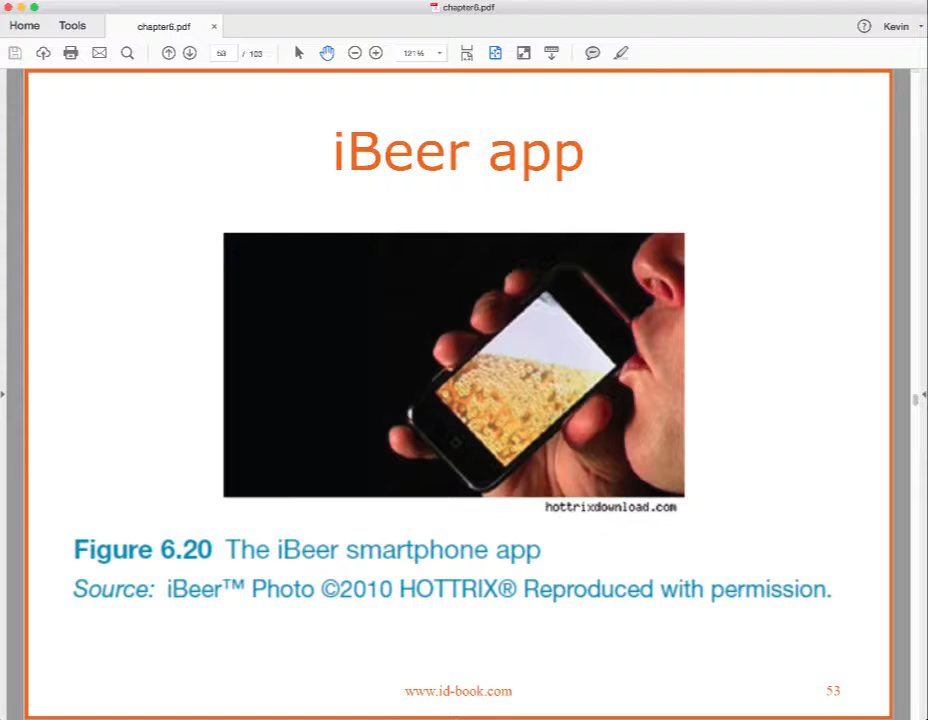 chapter6.pdf
Home Tools chapter6.pdf × ? Kevin
53 / 103 121%
iBeer app
hottrixdownload.com
Figure 6.20 The iBeer smartphone app
Source: iBeer™ Photo ©2010 HOTTRIX® Reproduced with permission.
www.id-book.com 53